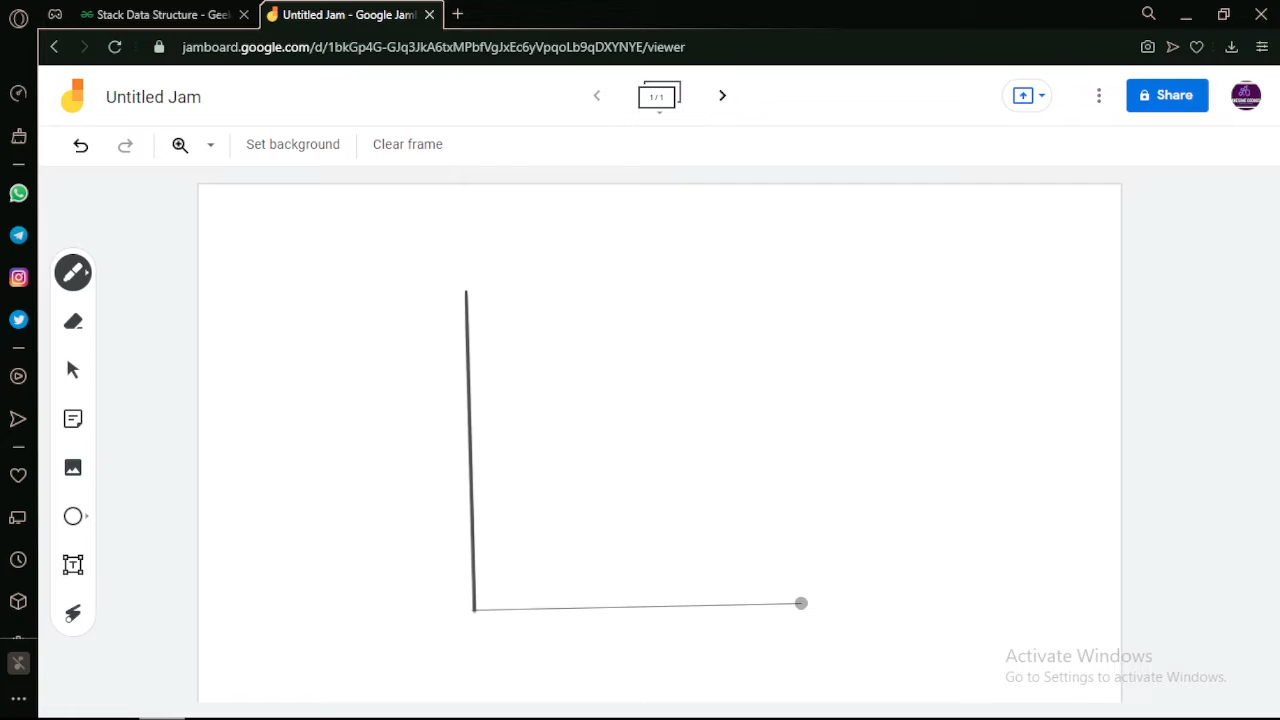 Stack Data Structure - Gee
Untitled Jam - Google Jam
jamboard.google.com/d/1bkGp4G-GJq3JkA6txMPbfVgJxEc6yVpqoLb9qDXYNYE/viewer
Untitled Jam
1 / 1
Share
Set background
Clear frame
Activate Windows
Go to Settings to activate Windows.